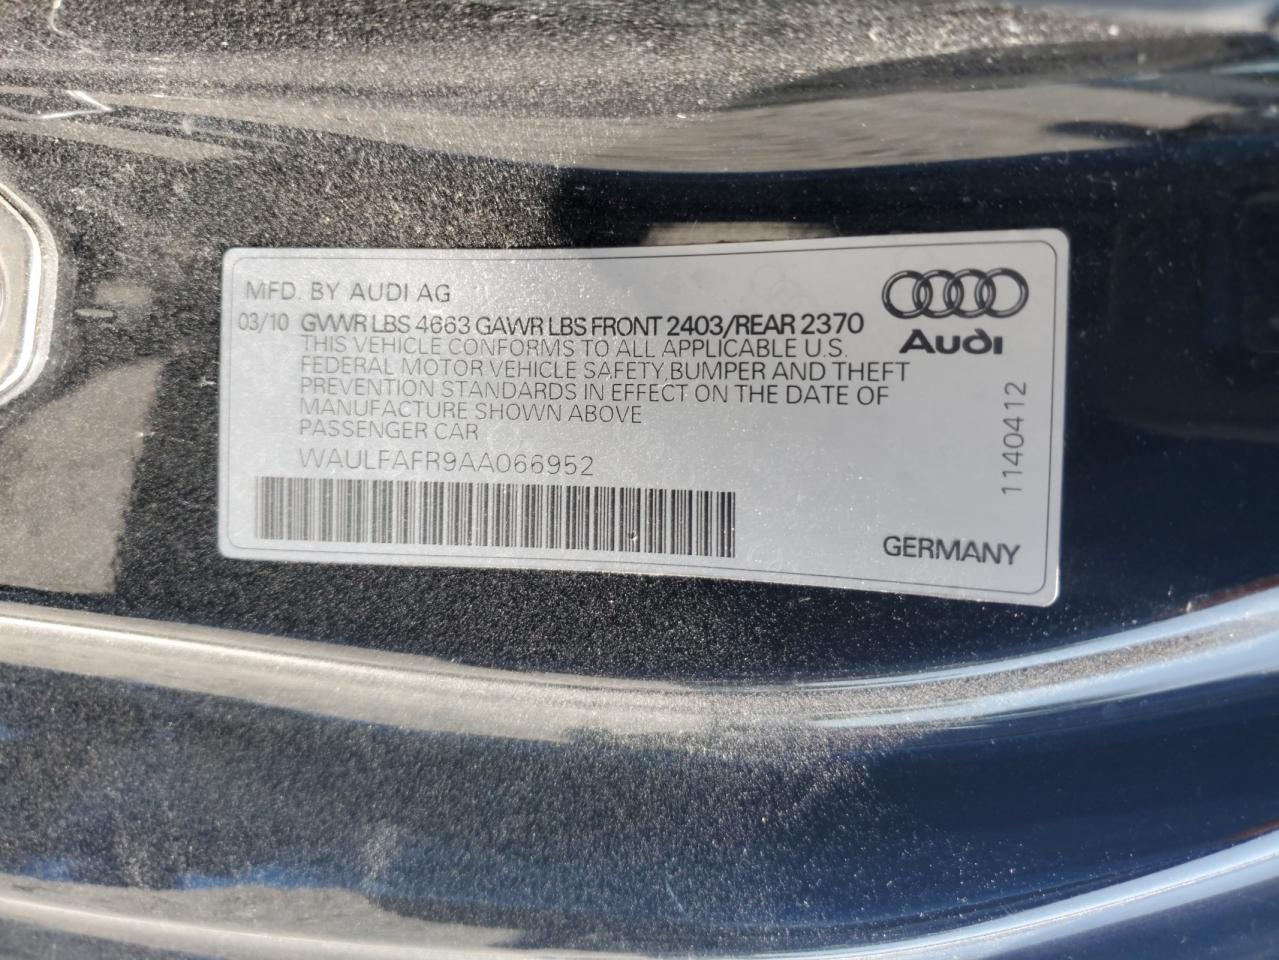 MFD. BY AUDI AG
03/10 GVWR LBS 4663 GAWR LBS FRONT 2403/REAR 2370
THIS VEHICLE CONFORMS TO ALL APPLICABLE U.S.
FEDERAL MOTOR VEHICLE SAFETY, BUMPER AND THEFT
PREVENTION STANDARDS IN EFFECT ON THE DATE OF
MANUFACTURE SHOWN ABOVE
PASSENGER CAR
WAULFAFR9AA066952
Audi
1140412
GERMANY